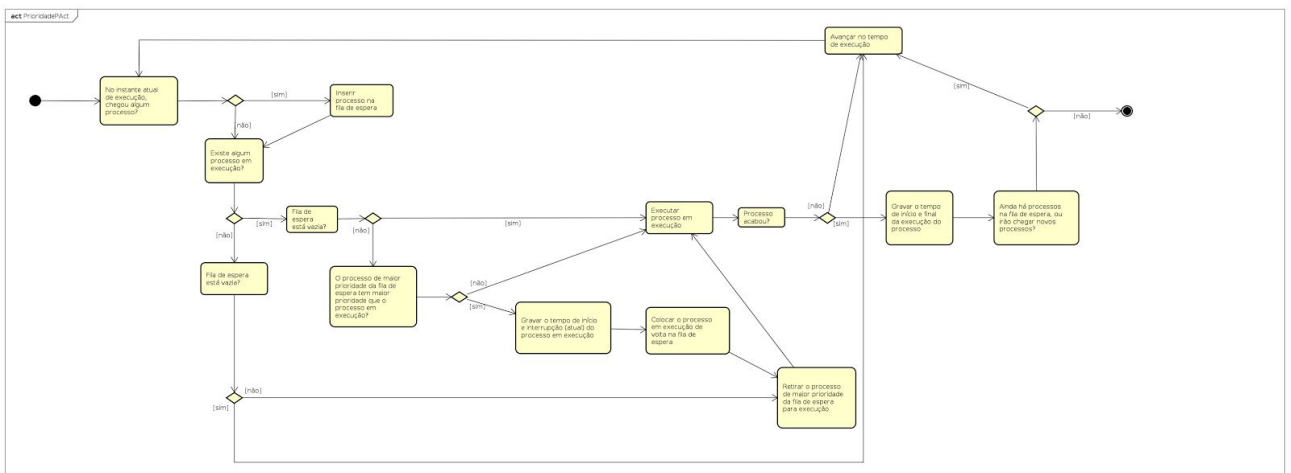 act PrioridadePAct
Avançar no tempo
de execução
No instante atual
de execução,
chegou algum
processo?
[sim]
Inserir
processo na
fila de espera
[sim]
[não]
[não]
Existe algum
processo em
execução?
Fila de
espera
está vazia?
[sim]
[não]
[não]
[sim]
Executar
processo em
execução
Processo
acabou?
[não]
[sim]
Gravar o tempo
de início e final
da execução do
processo
Ainda há processos
na fila de espera, ou
irão chegar novos
processos?
Fila de espera
está vazia?
O processo de maior
prioridade da fila de
espera tem maior
prioridade que o
processo em
execução?
[não]
[sim]
Gravar o tempo de início
e interrupção (atual) do
processo em execução
Colocar o processo
em execução de
volta na fila de
espera
Retirar o processo
de maior prioridade
da fila de espera
para execução
[não]
[sim]